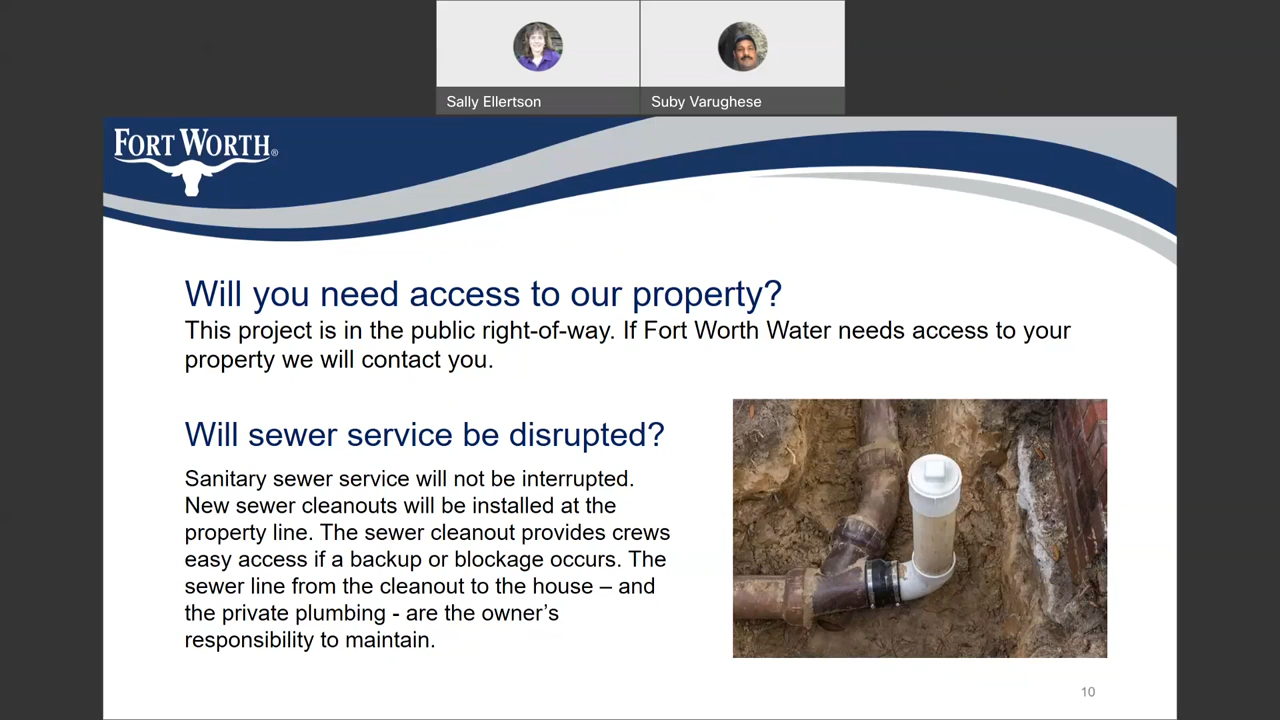 Sally Ellertson
Suby Varughese
FORT WORTH®
Will you need access to our property?
This project is in the public right-of-way. If Fort Worth Water needs access to your
property we will contact you.
Will sewer service be disrupted?
Sanitary sewer service will not be interrupted.
New sewer cleanouts will be installed at the
property line. The sewer cleanout provides crews
easy access if a backup or blockage occurs. The
sewer line from the cleanout to the house – and
the private plumbing - are the owner’s
responsibility to maintain.
10